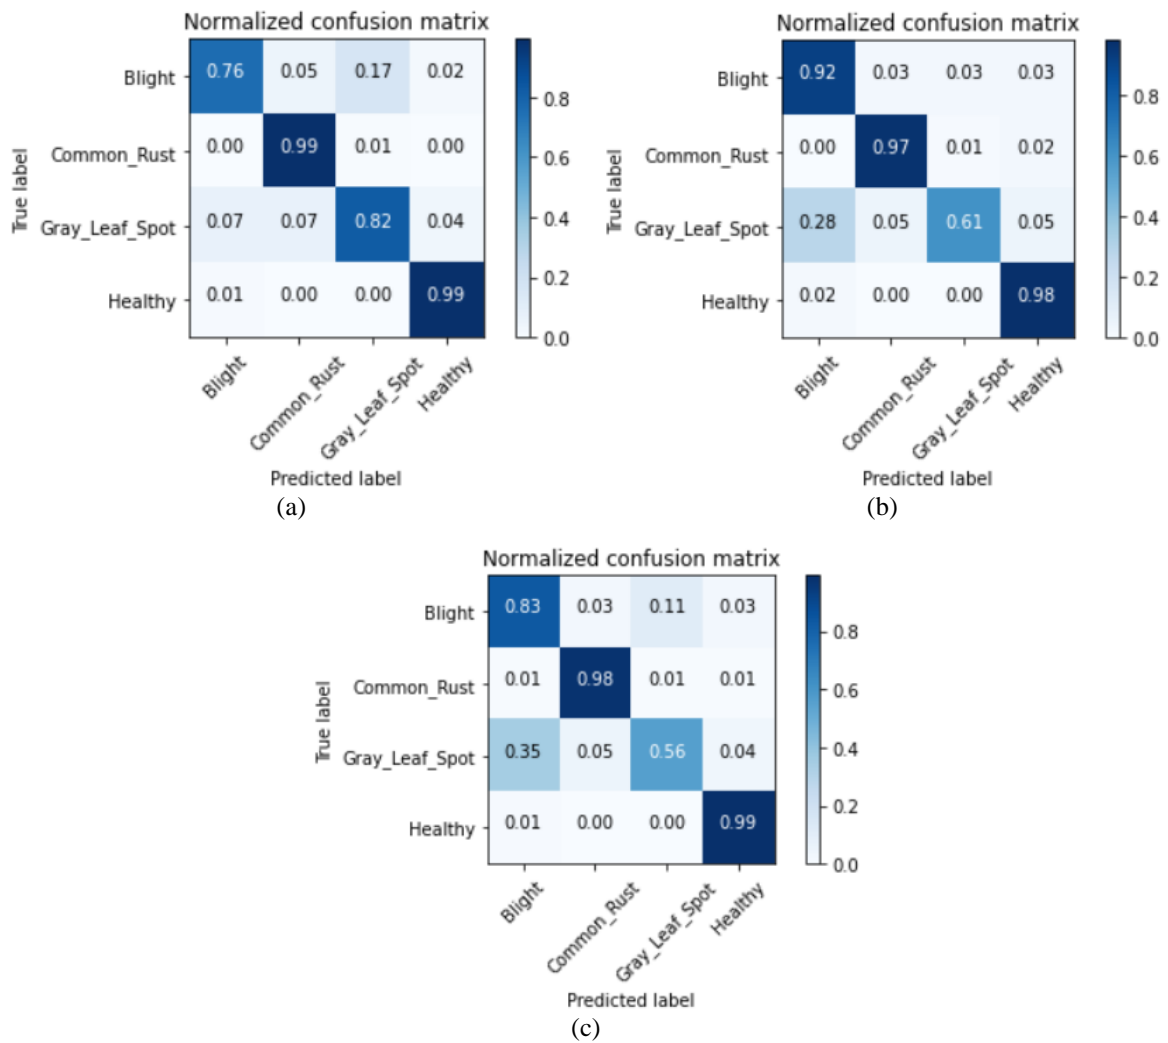 Normalized confusion matrix
True label
Blight 0.76 0.05 0.17 0.02
Common_Rust 0.00 0.99 0.01 0.00
Gray_Leaf_Spot 0.07 0.07 0.82 0.04
Healthy 0.01 0.00 0.00 0.99
Blight Common_Rust Gray_Leaf_Spot Healthy
Predicted label
0.8
0.6
0.4
0.2
0.0
(a)
Normalized confusion matrix
True label
Blight 0.92 0.03 0.03 0.03
Common_Rust 0.00 0.97 0.01 0.02
Gray_Leaf_Spot 0.28 0.05 0.61 0.05
Healthy 0.02 0.00 0.00 0.98
Blight Common_Rust Gray_Leaf_Spot Healthy
Predicted label
0.8
0.6
0.4
0.2
0.0
(b)
Normalized confusion matrix
True label
Blight 0.83 0.03 0.11 0.03
Common_Rust 0.01 0.98 0.01 0.01
Gray_Leaf_Spot 0.35 0.05 0.56 0.04
Healthy 0.01 0.00 0.00 0.99
Blight Common_Rust Gray_Leaf_Spot Healthy
Predicted label
0.8
0.6
0.4
0.2
0.0
(c)